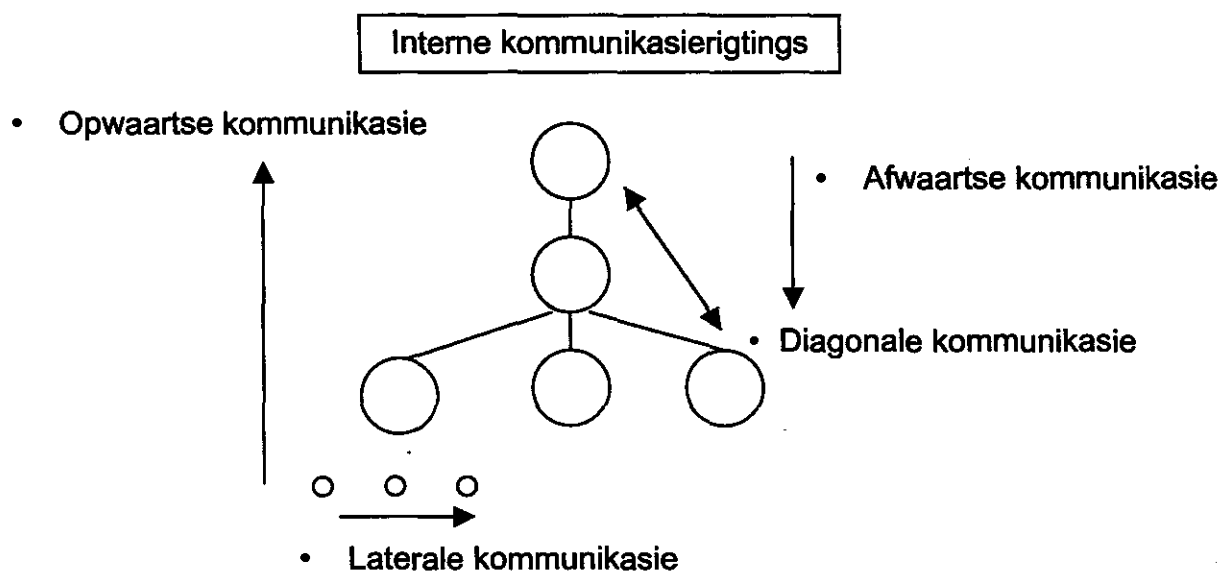 Interne kommunikasierigtings
• Opwaartse kommunikasie
• Afwaartse kommunikasie
• Diagonale kommunikasie
• Laterale kommunikasie